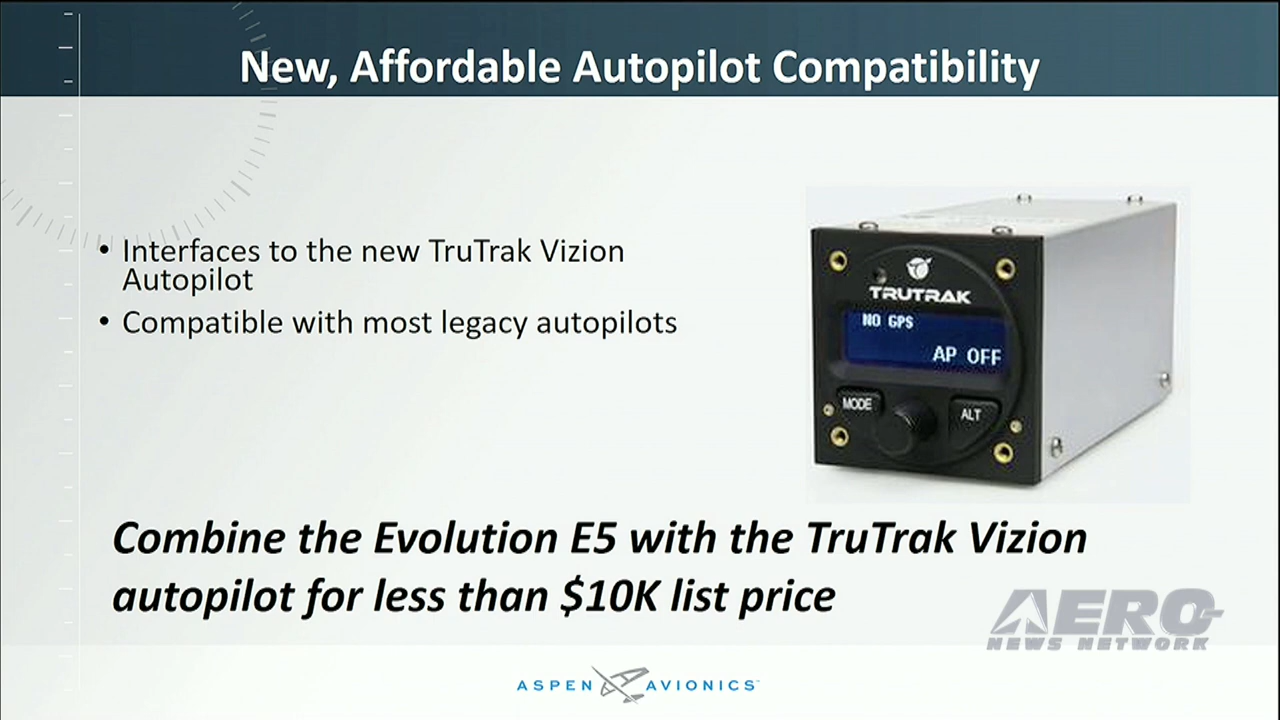 New, Affordable Autopilot Compatibility
• Interfaces to the new TruTrak Vizion
Autopilot
• Compatible with most legacy autopilots
TRUTRAK
NO GPS
AP OFF
MODE
ALT
Combine the Evolution E5 with the TruTrak Vizion
autopilot for less than $10K list price
AERO
NEWS NETWORK
ASPEN AVIONICS